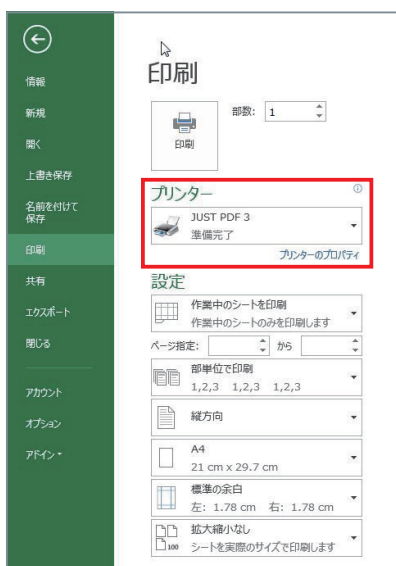 情報
新規
開く
上書き保存
名前を付けて
保存
印刷
共有
エクスポート
閉じる
アカウント
オプション
アドイン
印刷
印刷
部数: 1
プリンター
JUST PDF 3
準備完了
プリンターのプロパティ
設定
作業中のシートを印刷
作業中のシートのみを印刷します
ページ指定: から
部単位で印刷
1,2,3 1,2,3 1,2,3
縦方向
A4
21 cm x 29.7 cm
標準の余白
左: 1.78 cm 右: 1.78 cm
拡大縮小なし
100
シートを実際のサイズで印刷します